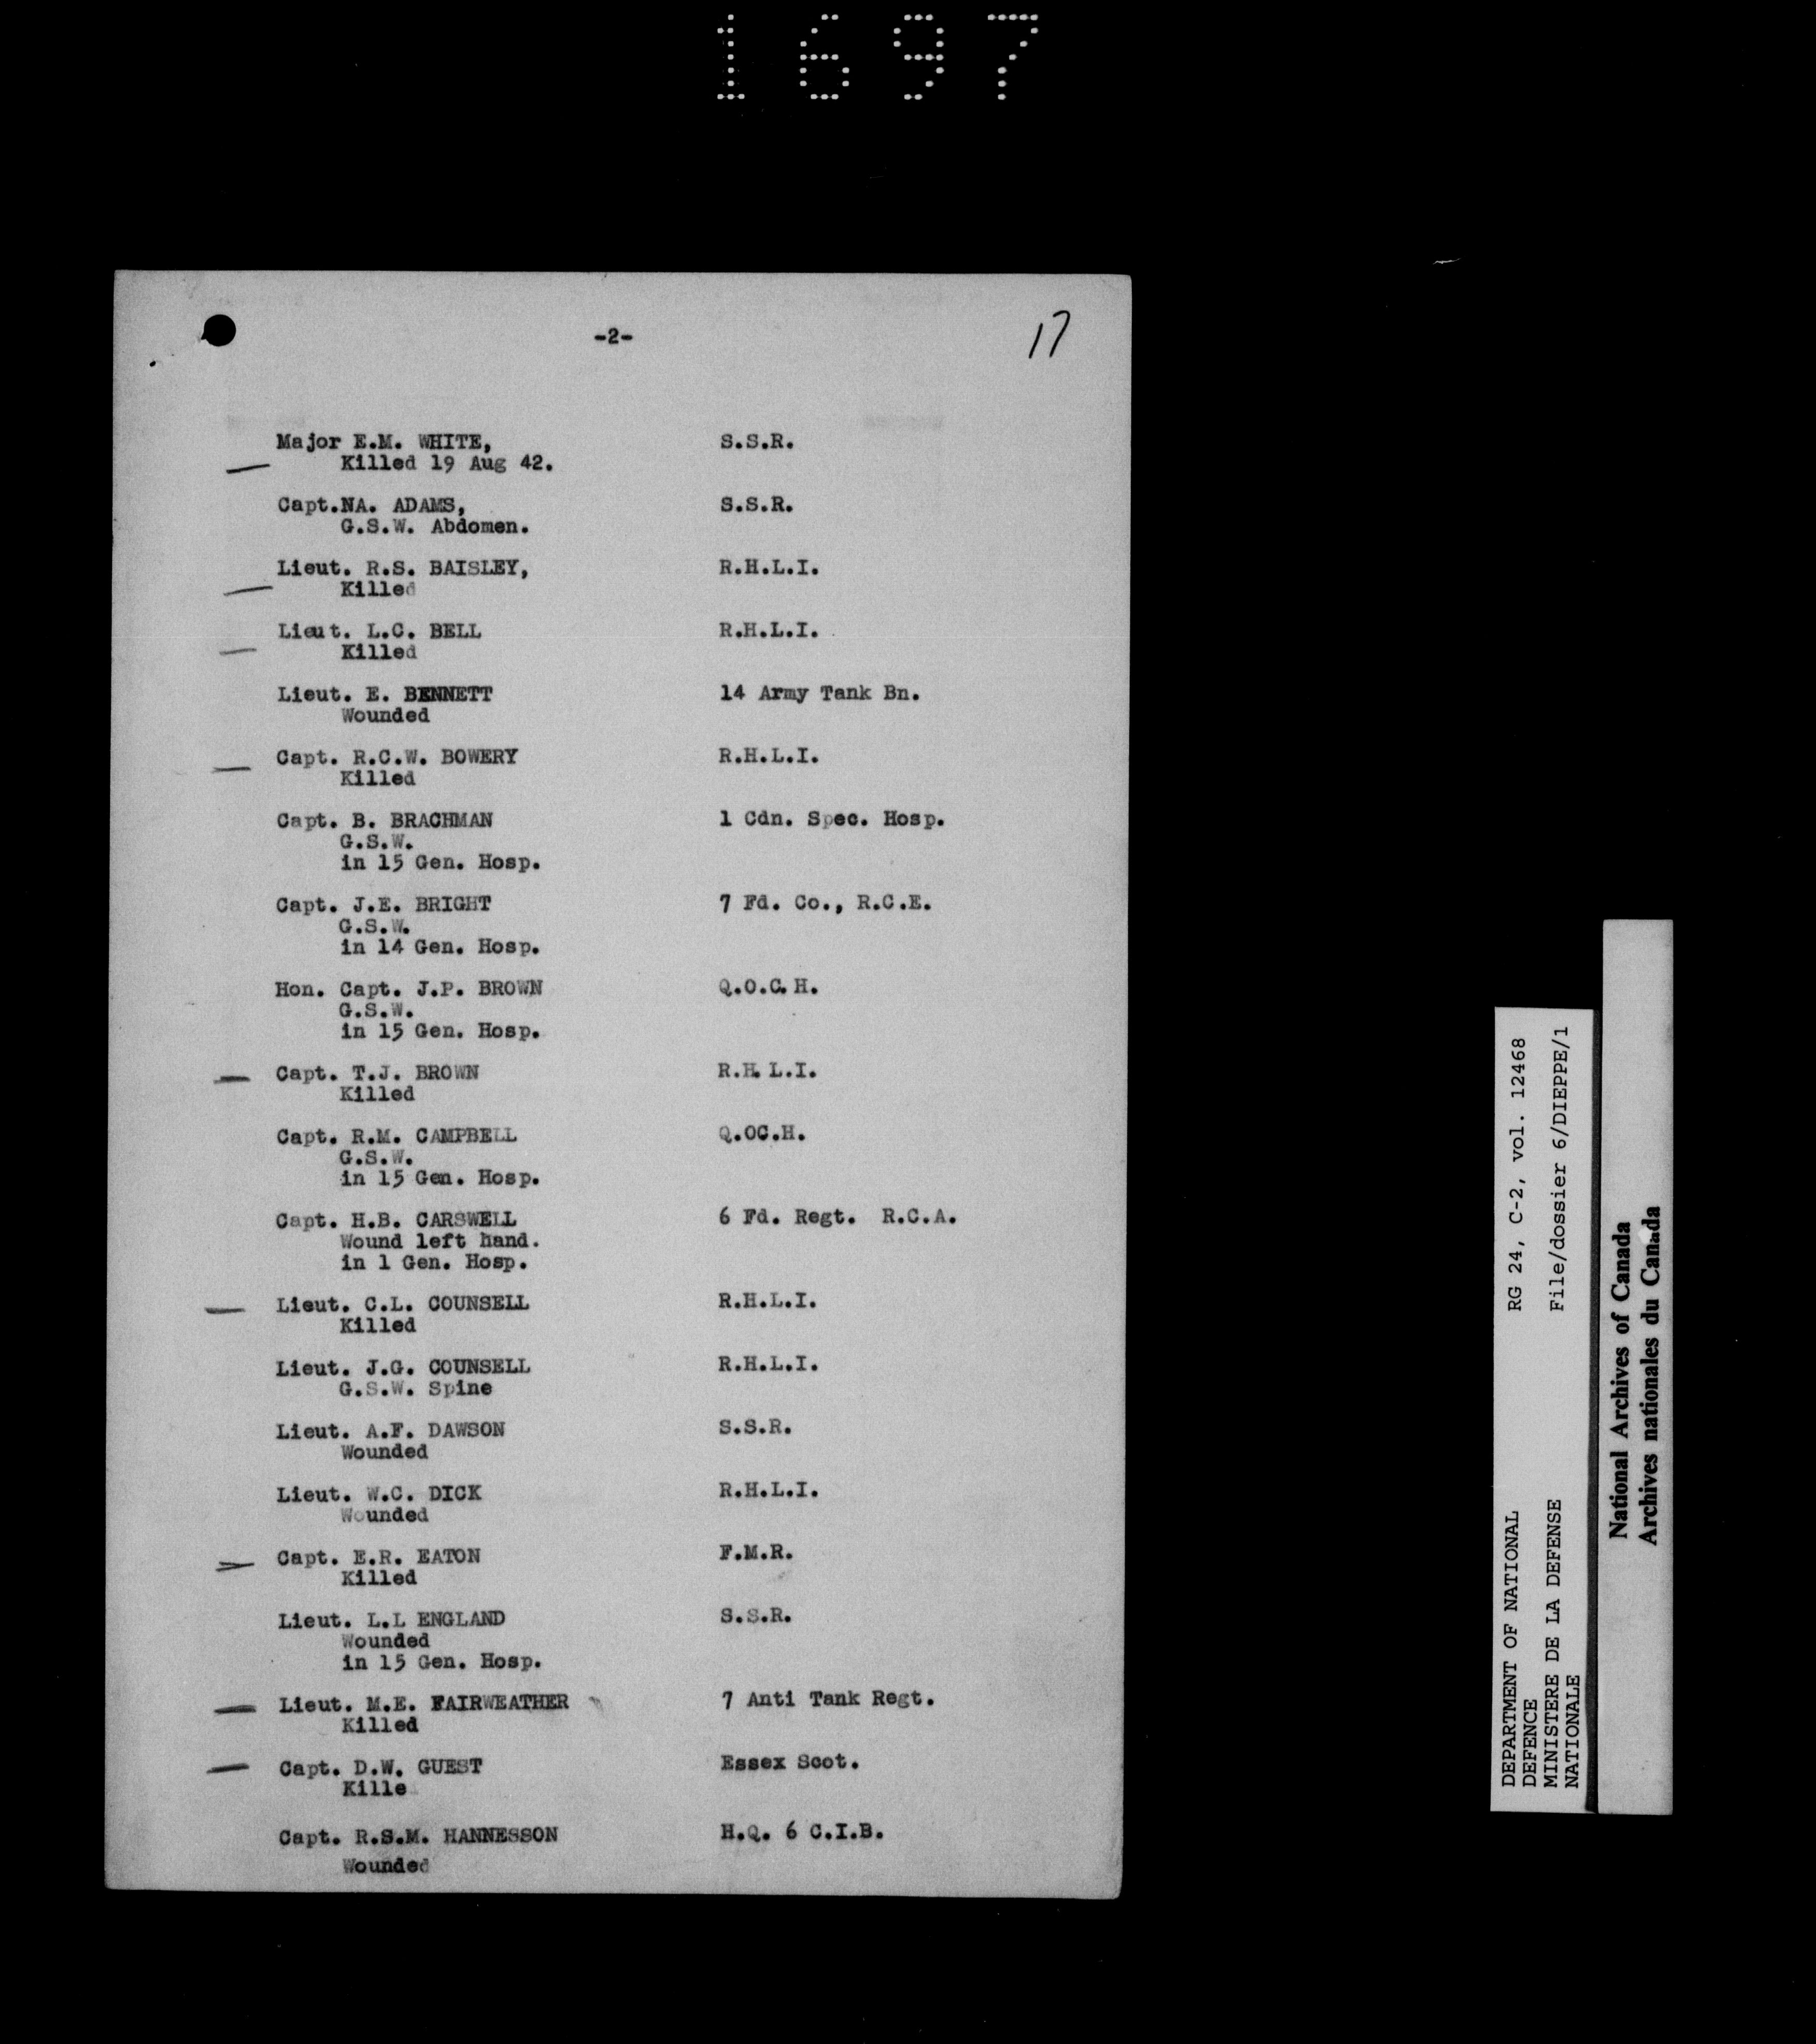 1697
-2-
17
Major E.M. WHITE, S.S.R.
Killed 19 Aug 42.
Capt.NA. ADAMS, S.S.R.
G.S.W. Abdomen.
Lieut. R.S. BAISLEY, R.H.L.I.
Killed
Lieut. L.C. BELL R.H.L.I.
Killed
Lieut. E. BENNETT 14 Army Tank Bn.
Wounded
Capt. R.C.W. BOWERY R.H.L.I.
Killed
Capt. B. BRACHMAN 1 Cdn. Spec. Hosp.
G.S.W.
in 15 Gen. Hosp.
Capt. J.E. BRIGHT 7 Fd. Co., R.C.E.
G.S.W.
in 14 Gen. Hosp.
Hon. Capt. J.P. BROWN Q.O.C.H.
G.S.W.
in 15 Gen. Hosp.
Capt. T.J. BROWN R.H.L.I.
Killed
Capt. R.M. CAMPBELL Q.OC.H.
G.S.W.
in 15 Gen. Hosp.
Capt. H.B. CARSWELL 6 Fd. Regt. R.C.A.
Wound left hand.
in 1 Gen. Hosp.
Lieut. C.L. COUNSELL R.H.L.I.
Killed
Lieut. J.G. COUNSELL R.H.L.I.
G.S.W. Spine
Lieut. A.F. DAWSON S.S.R.
Wounded
Lieut. W.C. DICK R.H.L.I.
Wounded
Capt. E.R. EATON F.M.R.
Killed
Lieut. L.L ENGLAND S.S.R.
Wounded
in 15 Gen. Hosp.
Lieut. M.E. FAIRWEATHER 7 Anti Tank Regt.
Killed
Capt. D.W. GUEST Essex Scot.
Kille
Capt. R.S.M. HANNESSON H.Q. 6 C.I.B.
Wounded
DEPARTMENT OF NATIONAL RG 24, C-2, vol. 12468
DEFENCE
MINISTERE DE LA DEFENSE File/dossier 6/DIEPPE/1
NATIONALE
National Archives of Canada
Archives nationales du Canada